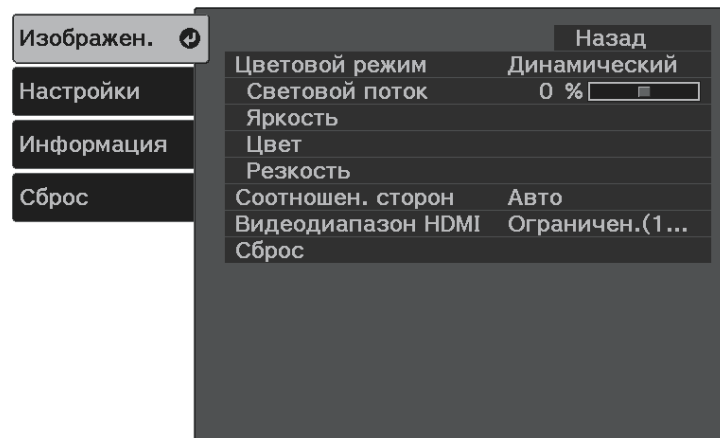 Изображен.
Настройки
Информация
Сброс
Назад
Цветовой режим Динамический
Световой поток 0 %
Яркость
Цвет
Резкость
Соотношен. сторон Авто
Видеодиапазон HDMI Ограничен.(1...
Сброс